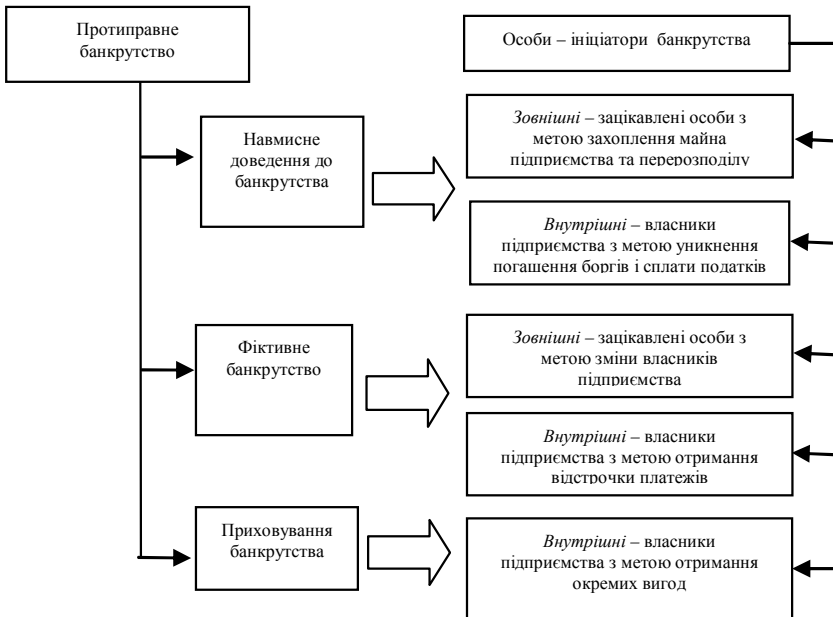 Протиправне
банкрутство
Особи – ініціатори банкрутства
Навмисне
доведення до
банкрутства
Зовнішні – зацікавлені особи з
метою захоплення майна
підприємства та перерозподілу
Внутрішні – власники
підприємства з метою уникнення
погашення боргів і сплати податків
Фіктивне
банкрутство
Зовнішні – зацікавлені особи з
метою зміни власників
підприємства
Внутрішні – власники
підприємства з метою отримання
відстрочки платежів
Приховування
банкрутства
Внутрішні – власники
підприємства з метою отримання
окремих вигод